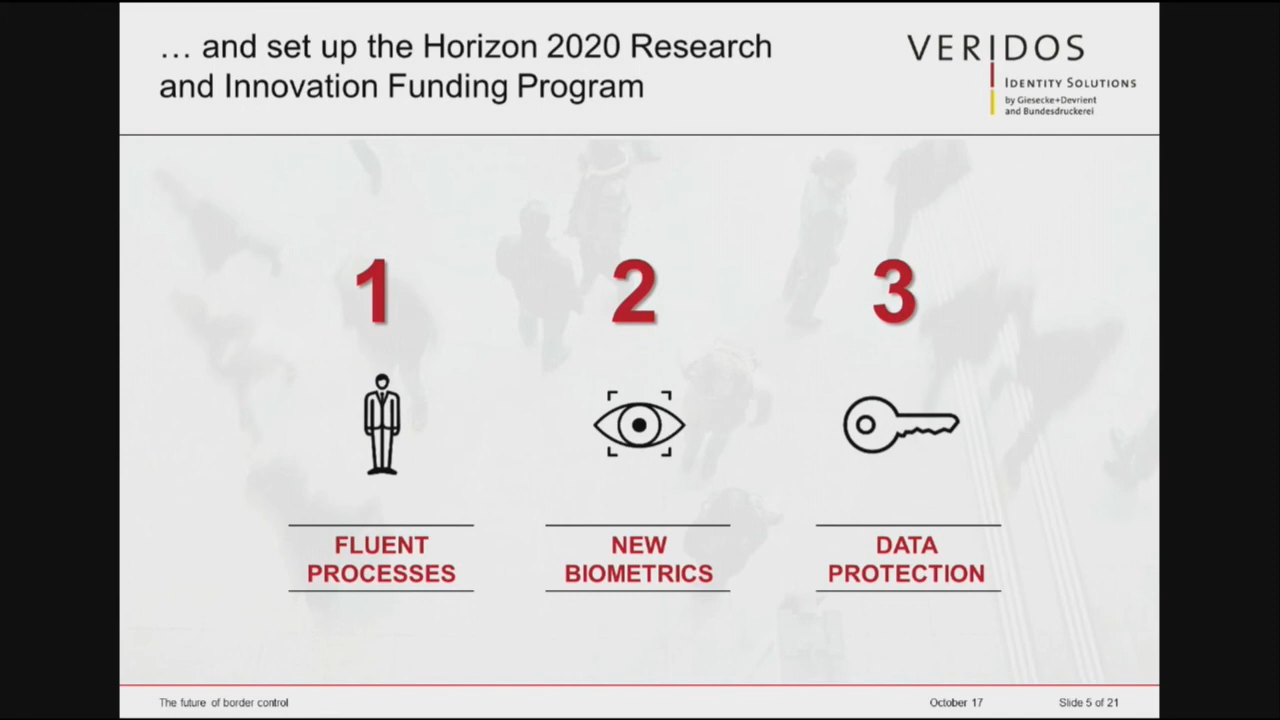 … and set up the Horizon 2020 Research
and Innovation Funding Program
VERIDOS
IDENTITY SOLUTIONS
by Giesecke+Devrient
and Bundesdruckerei
1
2
3
FLUENT
PROCESSES
NEW
BIOMETRICS
DATA
PROTECTION
The future of border control
October 17
Slide 5 of 21